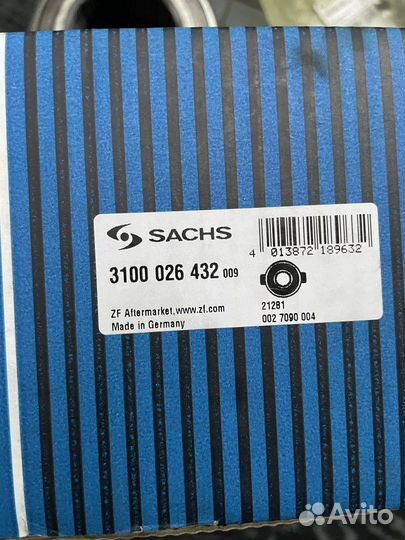 SACHS
4 013872 189632
3100 026 432 009
21281
ZF Aftermarket,www.zf.com
002 7090 004
Made in Germany
Avito